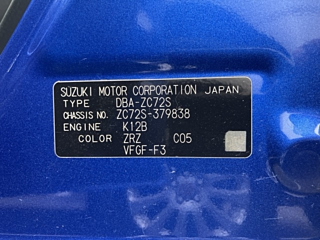 SUZUKI MOTOR CORPORATION JAPAN
TYPE DBA-ZC72S
CHASSIS NO. ZC72S-379838
ENGINE K12B
COLOR ZRZ C05
VFGF-F3